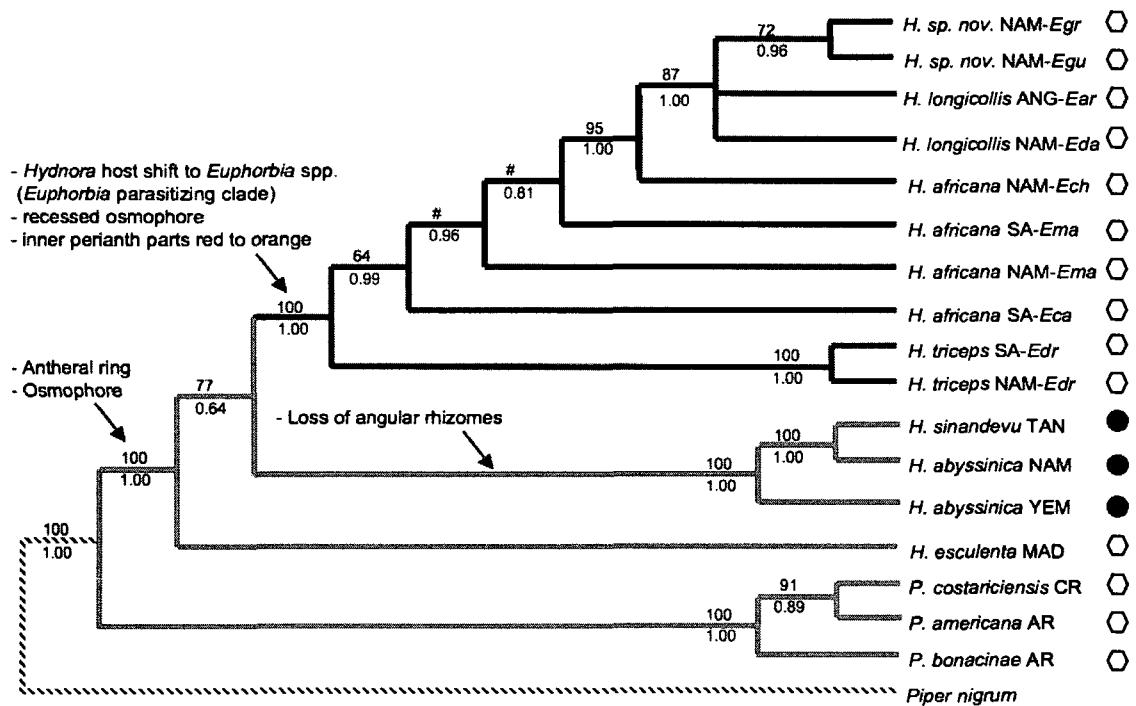 72
0.96
H. sp. nov. NAM-Egr
H. sp. nov. NAM-Egu
87
1.00
H. longicollis ANG-Ear
95
1.00
H. longicollis NAM-Eda
- Hydnora host shift to Euphorbia spp.
(Euphorbia parasitizing clade)
- recessed osmophore
- inner perianth parts red to orange
#
0.81
H. africana NAM-Ech
#
0.96
H. africana SA-Ema
64
0.99
H. africana NAM-Ema
100
1.00
H. africana SA-Eca
100
1.00
H. triceps SA-Edr
H. triceps NAM-Edr
- Antheral ring
- Osmophore
77
0.64
- Loss of angular rhizomes
100
1.00
H. sinandevu TAN
100
1.00
100
1.00
H. abyssinica NAM
H. abyssinica YEM
100
1.00
H. esculenta MAD
91
0.89
P. costariciensis CR
100
1.00
P. americana AR
P. bonacinae AR
Piper nigrum